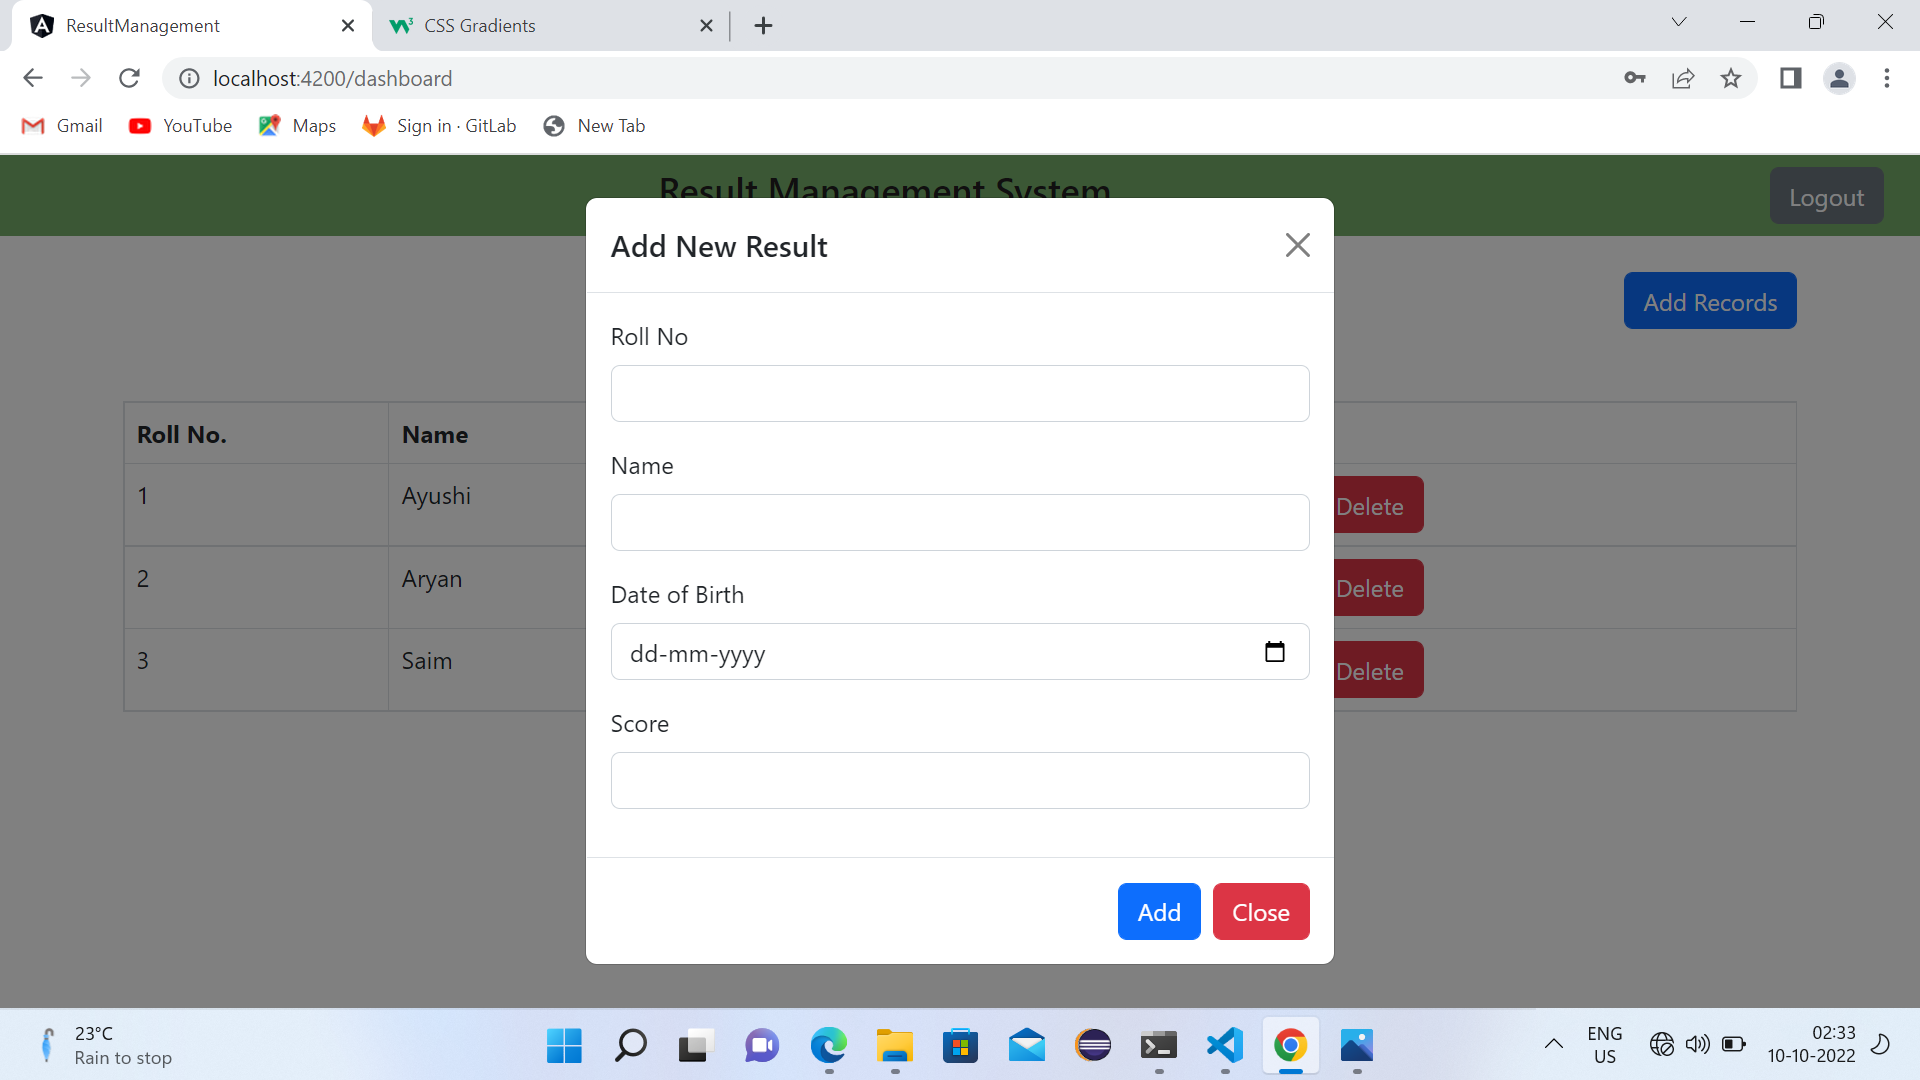 ResultManagement
CSS Gradients
localhost:4200/dashboard
Gmail
YouTube
Maps
Sign in · GitLab
New Tab
Result Management System
Logout
Add New Result
Add Records
Roll No
Name
Date of Birth
dd-mm-yyyy
Score
Add
Close
Roll No.
Name
1
Ayushi
Delete
2
Aryan
Delete
3
Saim
Delete
23°C
Rain to stop
ENG
US
02:33
10-10-2022